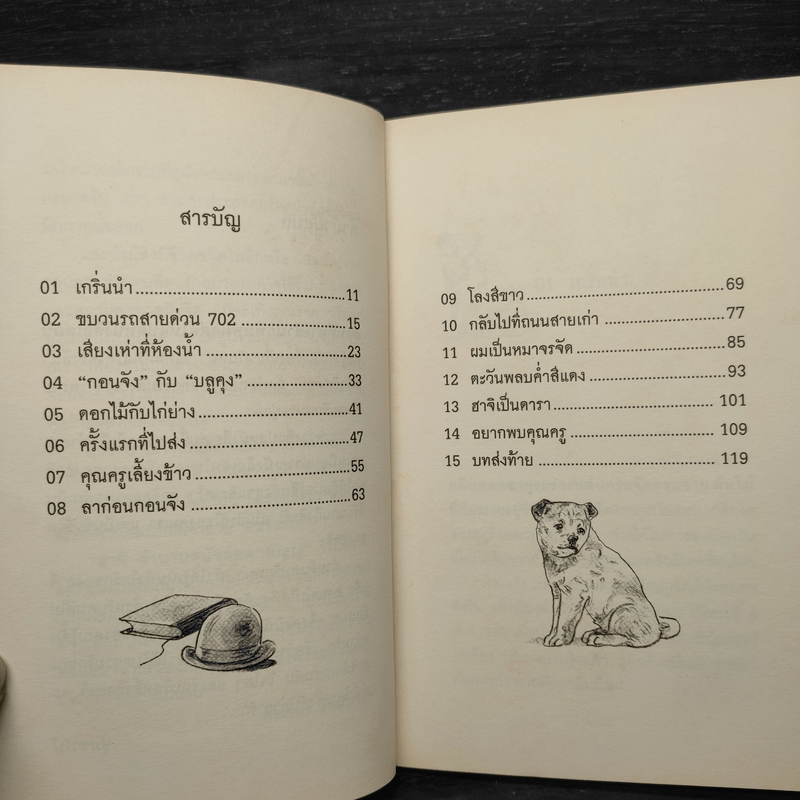 สารบัญ
01 เกริ่นนำ 11
02 ขบวนรถสายด่วน 702 15
03 เสียงเห่าที่ห้องน้ำ 23
04 “กอนจัง” กับ “บลูคุง” 33
05 ดอกไม้กับไก่ย่าง 41
06 ครั้งแรกที่ไปส่ง 47
07 คุณครูเลี้ยงข้าว 55
08 ลาก่อนกอนจัง 63
09 โลงสีขาว 69
10 กลับไปที่ถนนสายเก่า 77
11 ผมเป็นหมาจรจัด 85
12 ตะวันพลบค่ำสีแดง 93
13 ฮาจิเป็นดารา 101
14 อยากพบคุณครู 109
15 บทส่งท้าย 119